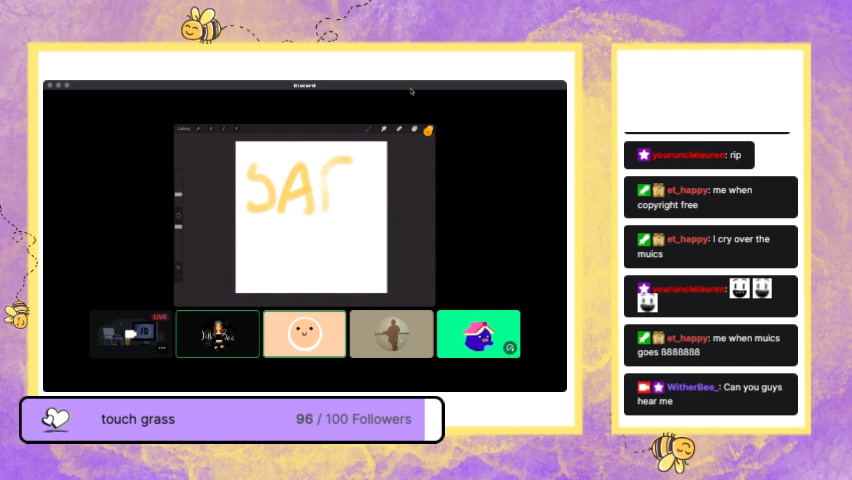 Discord
Gallery
SAr
LIVE
touch grass
96 / 100 Followers
youruncielauren: rip
et_happy: me when
copyright free
et_happy: I cry over the
muics
youruncielauren:
et_happy: me when muics
goes 8888888
WitherBee_: Can you guys
hear me